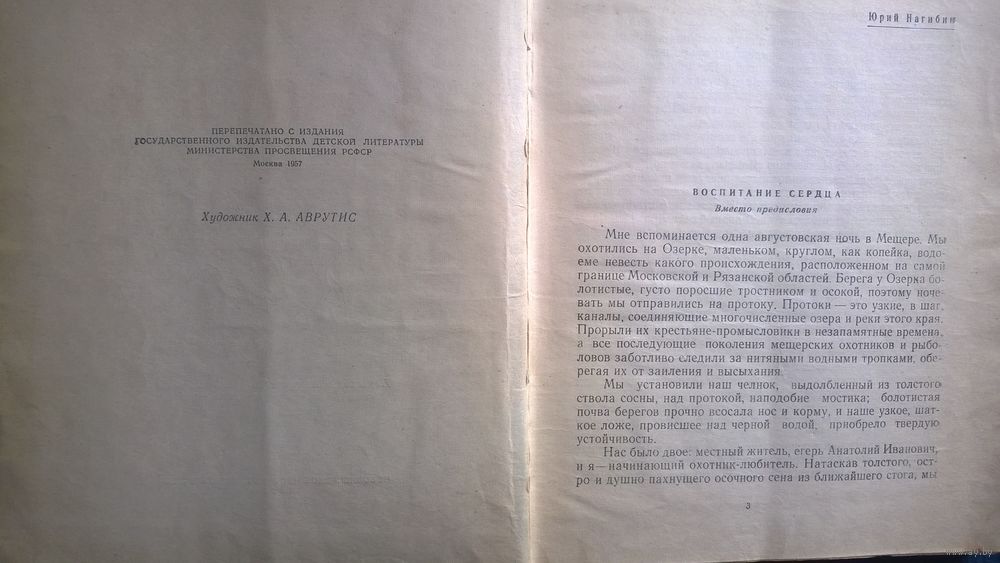 ПЕРЕПЕЧАТАНО С ИЗДАНИЯ
ГОСУДАРСТВЕННОГО ИЗДАТЕЛЬСТВА ДЕТСКОЙ ЛИТЕРАТУРЫ
МИНИСТЕРСТВА ПРОСВЕЩЕНИЯ РСФСР
Москва 1957
Художник Х. А. АВРУТИС
Юрий Нагибин
ВОСПИТАНИЕ СЕРДЦА
Вместо предисловия
Мне вспоминается одна августовская ночь в Мещере. Мы
охотились на Озерке, маленьком, круглом, как копейка, водо-
еме невесть какого происхождения, расположенном на самой
границе Московской и Рязанской областей. Берега у Озерка бо-
лотистые, густо поросшие тростником и осокой, поэтому ноче-
вать мы отправились на протоку. Протоки — это узкие, в шаг,
каналы, соединяющие многочисленные озера и реки этого края.
Прорыли их крестьяне-промысловики в незапамятные времена,
а все последующие поколения мещерских охотников и рыбо-
ловов заботливо следили за нитяными водными тропками, обе-
регая их от заиления и высыхания.
Мы установили наш челнок, выдолбленный из толстого
ствола сосны, над протокой, наподобие мостика; болотистая
почва берегов прочно всосала нос и корму, и наше узкое, шат-
кое ложе, провисшее над черной водой, приобрело твердую
устойчивость.
Нас было двое: местный житель, егерь Анатолий Иванович,
и я — начинающий охотник-любитель. Натаскав толстого, ост-
ро и душно пахнущего осочного сена из ближайшего стога, мы
3
www.ay.by